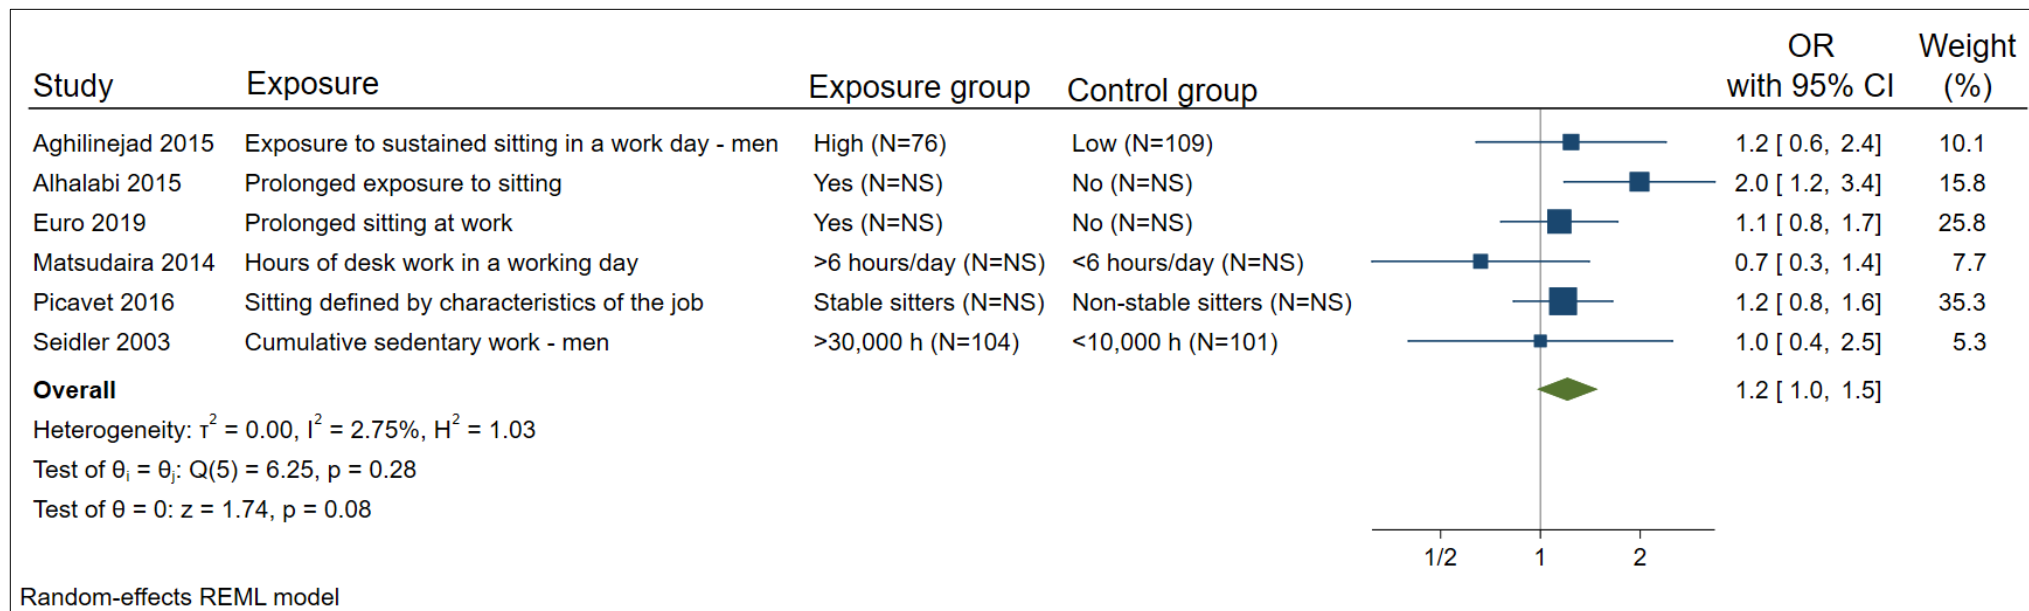 Study Exposure Exposure group Control group OR with 95% CI Weight (%)
Aghilinejad 2015 Exposure to sustained sitting in a work day - men High (N=76) Low (N=109) 1.2 [ 0.6, 2.4] 10.1
Alhalabi 2015 Prolonged exposure to sitting Yes (N=NS) No (N=NS) 2.0 [ 1.2, 3.4] 15.8
Euro 2019 Prolonged sitting at work Yes (N=NS) No (N=NS) 1.1 [ 0.8, 1.7] 25.8
Matsudaira 2014 Hours of desk work in a working day >6 hours/day (N=NS) <6 hours/day (N=NS) 0.7 [ 0.3, 1.4] 7.7
Picavet 2016 Sitting defined by characteristics of the job Stable sitters (N=NS) Non-stable sitters (N=NS) 1.2 [ 0.8, 1.6] 35.3
Seidler 2003 Cumulative sedentary work - men >30,000 h (N=104) <10,000 h (N=101) 1.0 [ 0.4, 2.5] 5.3
Overall 1.2 [ 1.0, 1.5]
Heterogeneity: τ² = 0.00, I² = 2.75%, H² = 1.03
Test of θᵢ = θⱼ: Q(5) = 6.25, p = 0.28
Test of θ = 0: z = 1.74, p = 0.08
1/2 1 2
Random-effects REML model